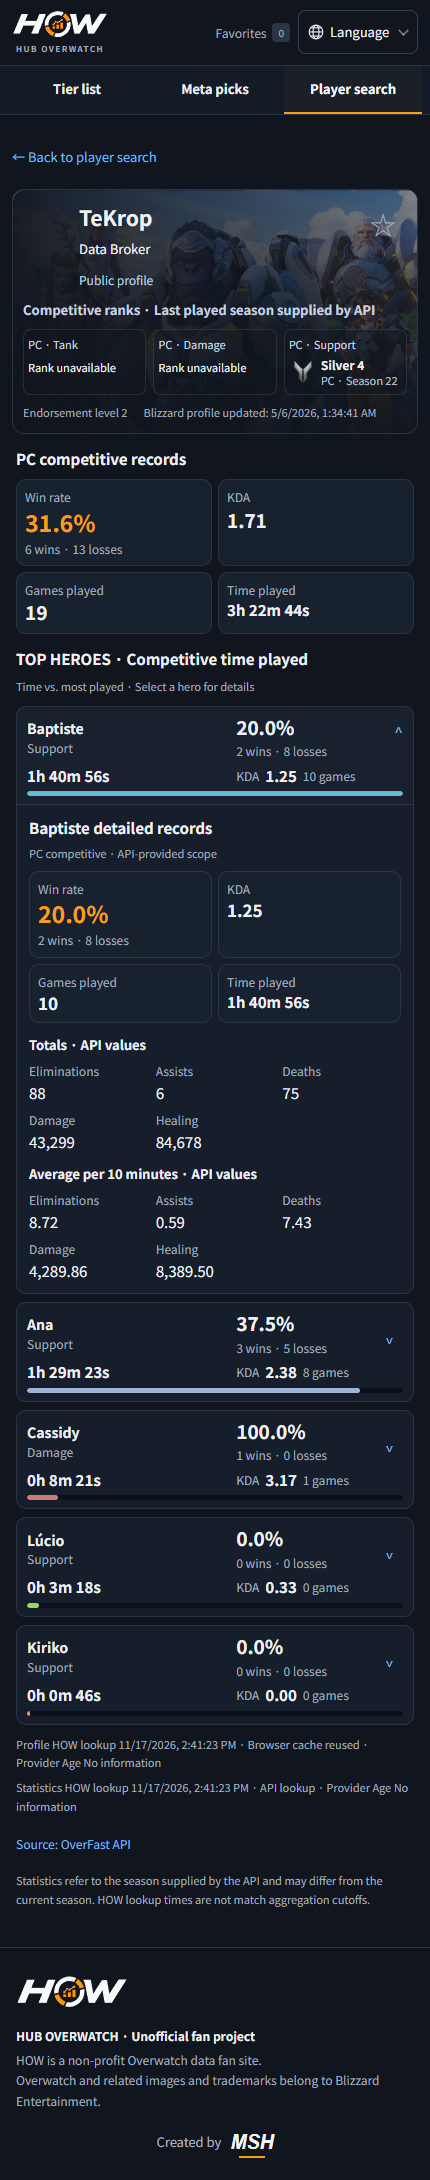 HOW
HUB OVERWATCH
Favorites 0
Language
Tier list Meta picks Player search
← Back to player search
TeKrop
Data Broker
Public profile
Competitive ranks · Last played season supplied by API
PC · Tank
Rank unavailable
PC · Damage
Rank unavailable
PC · Support
Silver 4
PC · Season 22
Endorsement level 2 Blizzard profile updated: 5/6/2026, 1:34:41 AM
PC competitive records
Win rate
31.6%
6 wins · 13 losses
KDA
1.71
Games played
19
Time played
3h 22m 44s
TOP HEROES · Competitive time played
Time vs. most played · Select a hero for details
Baptiste
Support
1h 40m 56s
20.0%
2 wins · 8 losses
KDA 1.25 10 games
Baptiste detailed records
PC competitive · API-provided scope
Win rate
20.0%
2 wins · 8 losses
KDA
1.25
Games played
10
Time played
1h 40m 56s
Totals · API values
Eliminations Assists Deaths
88 6 75
Damage Healing
43,299 84,678
Average per 10 minutes · API values
Eliminations Assists Deaths
8.72 0.59 7.43
Damage Healing
4,289.86 8,389.50
Ana
Support
1h 29m 23s
37.5%
3 wins · 5 losses
KDA 2.38 8 games
Cassidy
Damage
0h 8m 21s
100.0%
1 wins · 0 losses
KDA 3.17 1 games
Lúcio
Support
0h 3m 18s
0.0%
0 wins · 0 losses
KDA 0.33 0 games
Kiriko
Support
0h 0m 46s
0.0%
0 wins · 0 losses
KDA 0.00 0 games
Profile HOW lookup 11/17/2026, 2:41:23 PM · Browser cache reused ·
Provider Age No information
Statistics HOW lookup 11/17/2026, 2:41:23 PM · API lookup · Provider Age No
information
Source: OverFast API
Statistics refer to the season supplied by the API and may differ from the
current season. HOW lookup times are not match aggregation cutoffs.
HOW
HUB OVERWATCH · Unofficial fan project
HOW is a non-profit Overwatch data fan site.
Overwatch and related images and trademarks belong to Blizzard
Entertainment.
Created by MSH